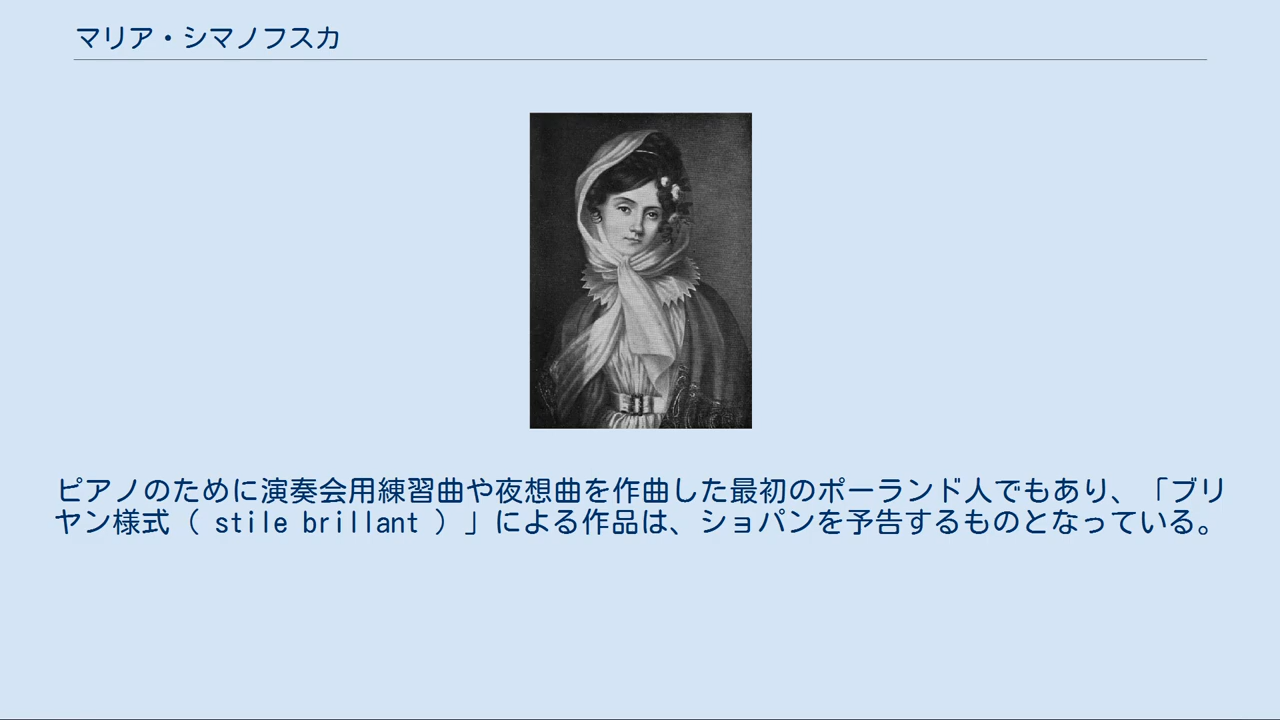 マリア・シマノフスカ
ピアノのために演奏会用練習曲や夜想曲を作曲した最初のポーランド人でもあり、「ブリ
ヤン様式（ stile brillant ）」による作品は、ショパンを予告するものとなっている。